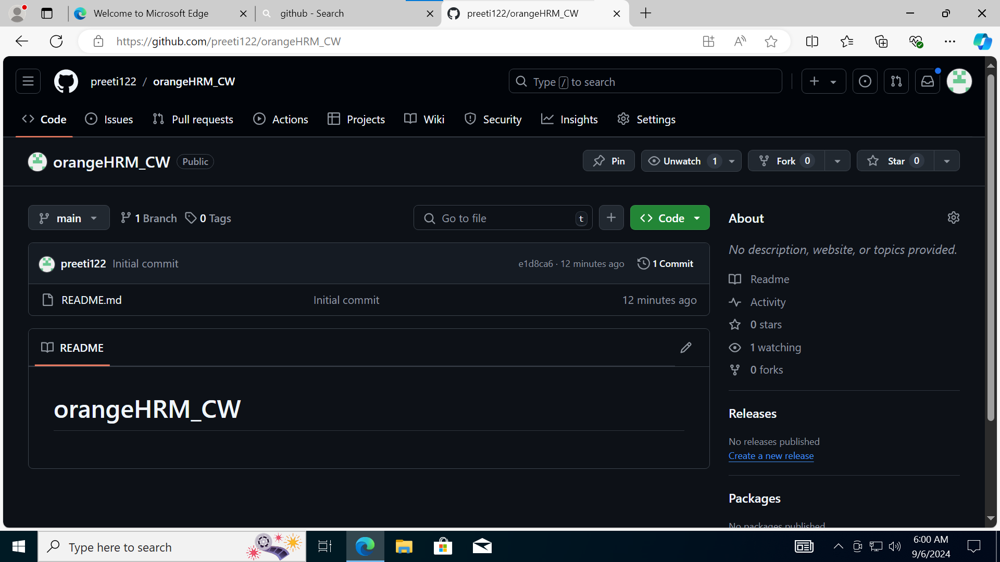 Welcome to Microsoft Edge
github - Search
preeti122/orangeHRM_CW
https://github.com/preeti122/orangeHRM_CW
preeti122 / orangeHRM_CW
Type / to search
Code
Issues
Pull requests
Actions
Projects
Wiki
Security
Insights
Settings
orangeHRM_CW Public
Pin
Unwatch 1
Fork 0
Star 0
main
1 Branch
0 Tags
Go to file t
Code
preeti122 Initial commit e1d8ca6 · 12 minutes ago 1 Commit
README.md Initial commit 12 minutes ago
README
orangeHRM_CW
About
No description, website, or topics provided.
Readme
Activity
0 stars
1 watching
0 forks
Releases
No releases published
Create a new release
Packages
No packages published
Type here to search
6:00 AM
9/6/2024